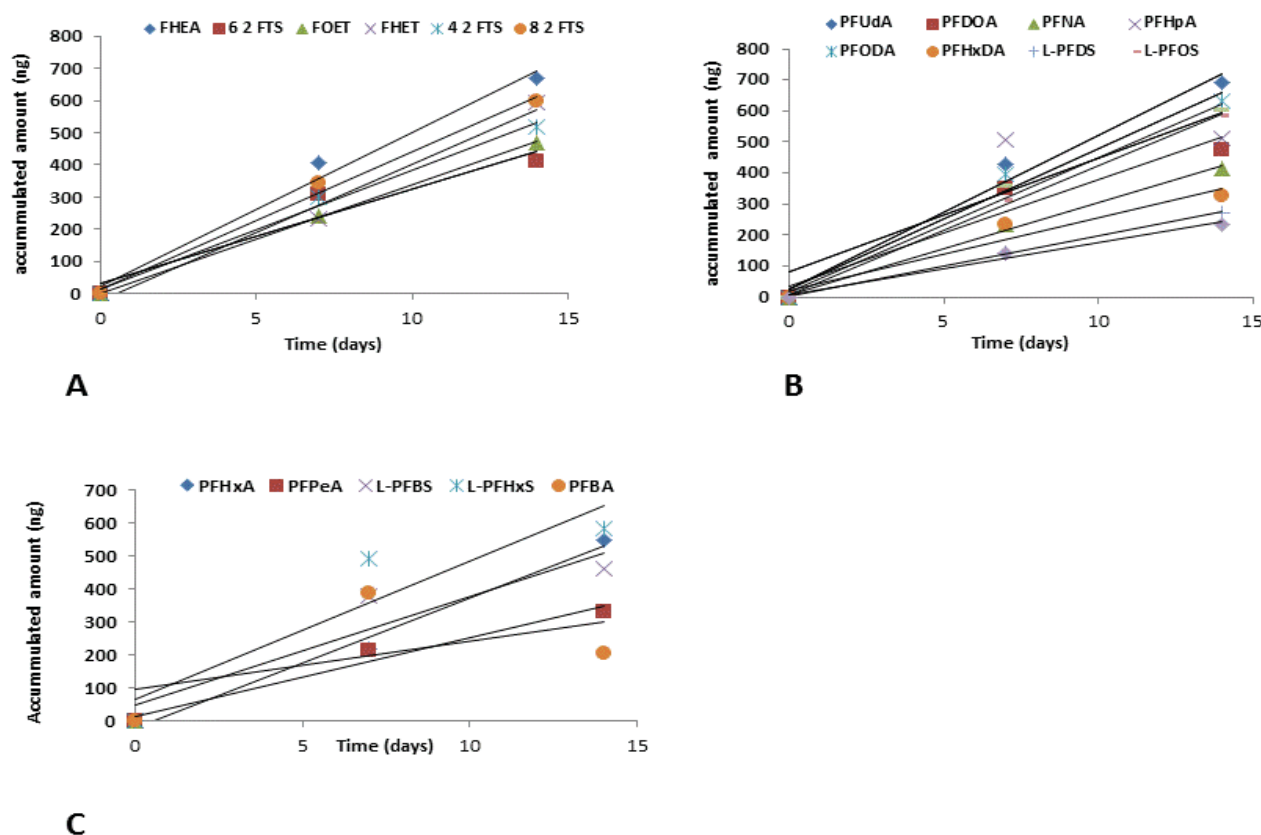 FHEA 6 2 FTS FOET FHET 4 2 FTS 8 2 FTS
accummulated amount (ng)
800
700
600
500
400
300
200
100
0
0 5 10 15
Time (days)
A
PFUdA PFDOA PFNA PFHpA
PFODA PFHxDA L-PFDS L-PFOS
accummulated amount (ng)
800
700
600
500
400
300
200
100
0
0 5 10 15
Time (days)
B
PFHxA PFPeA L-PFBS L-PFHxS PFBA
Accummulated amount (ng)
700
600
500
400
300
200
100
0
0 5 10 15
Time (days)
C